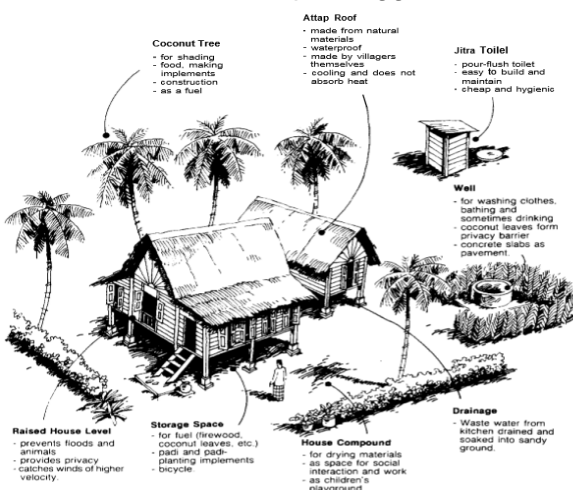 Attap Roof
- made from natural
materials
- waterproof
- made by villagers
themselves
- cooling and does not
absorb heat
Coconut Tree
- for shading
- food, making
implements
- construction
- as a fuel
Jitra Toilel
- pour-flush toilet
- easy to build and
maintain
- cheap and hygienic
Well
- for washing clothes,
bathing and
sometimes drinking
- coconut leaves form
privacy barrier
- concrete slabs as
pavement.
Raised House Level
- prevents floods and
animals
- provides privacy
- catches winds of higher
velocity.
Storage Space
- for fuel (firewood,
coconut leaves, etc.)
- padi and padi-
planting implements
- bicycle.
House Compound
- for drying materials
- as space for social
interaction and work
- as children's
playground
Drainage
- Waste water from
kitchen drained and
soaked into sandy
ground.